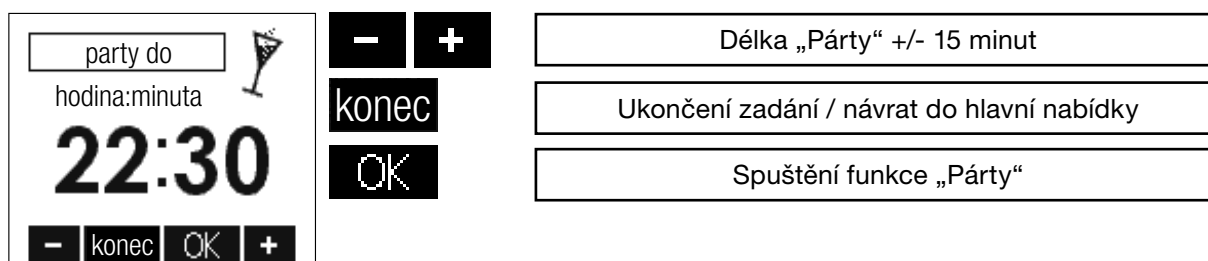 party do
hodina:minuta
22:30
- konec OK +
- + Délka „Párty“ +/- 15 minut
konec Ukončení zadání / návrat do hlavní nabídky
OK Spuštění funkce „Párty“